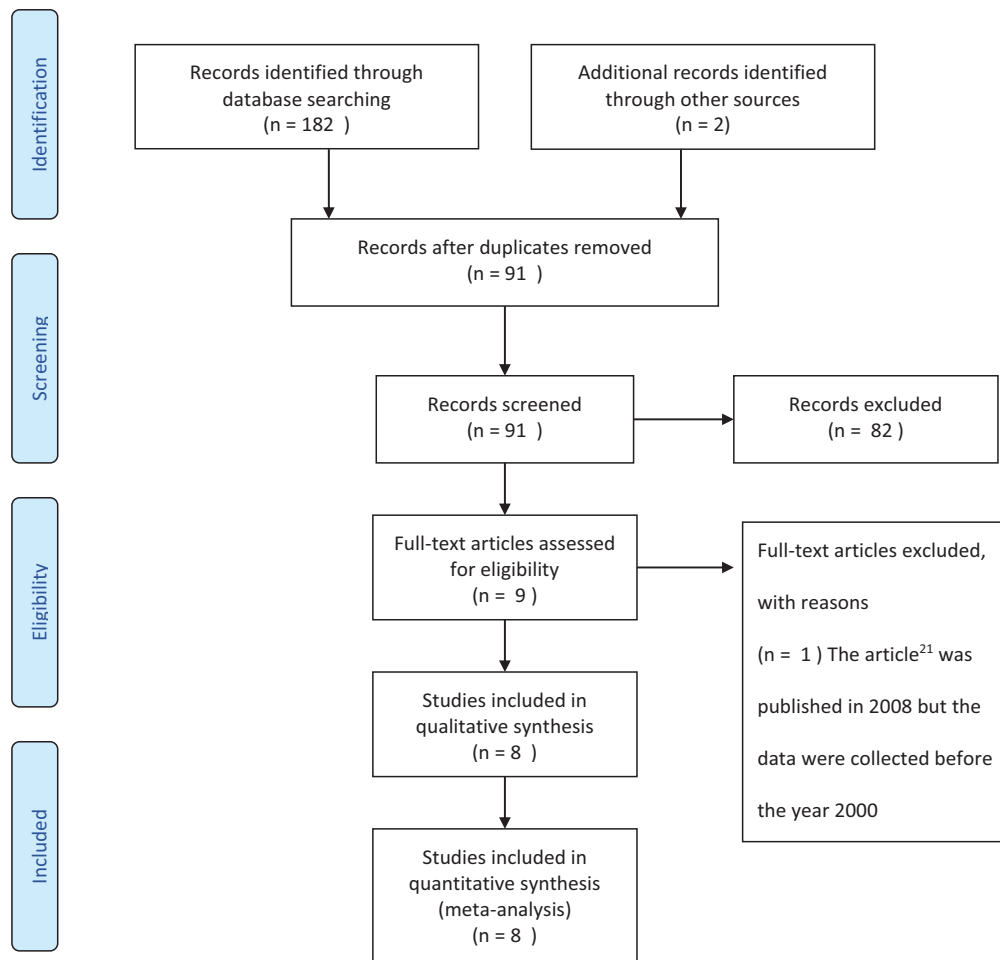 Identification
Records identified through
database searching
(n = 182 )
Additional records identified
through other sources
(n = 2)
Records after duplicates removed
(n = 91 )
Screening
Records screened
(n = 91 )
Records excluded
(n = 82 )
Eligibility
Full-text articles assessed
for eligibility
(n = 9 )
Full-text articles excluded,
with reasons
(n = 1 ) The article²¹ was
published in 2008 but the
data were collected before
the year 2000
Studies included in
qualitative synthesis
(n = 8 )
Included
Studies included in
quantitative synthesis
(meta-analysis)
(n = 8 )